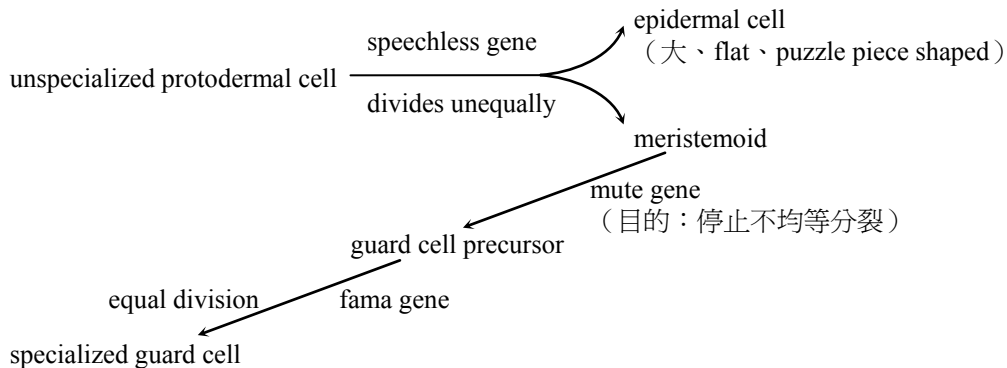 epidermal cell
speechless gene
（大、flat、puzzle piece shaped）
unspecialized protodermal cell
divides unequally
meristemoid
mute gene
（目的：停止不均等分裂）
guard cell precursor
equal division
fama gene
specialized guard cell